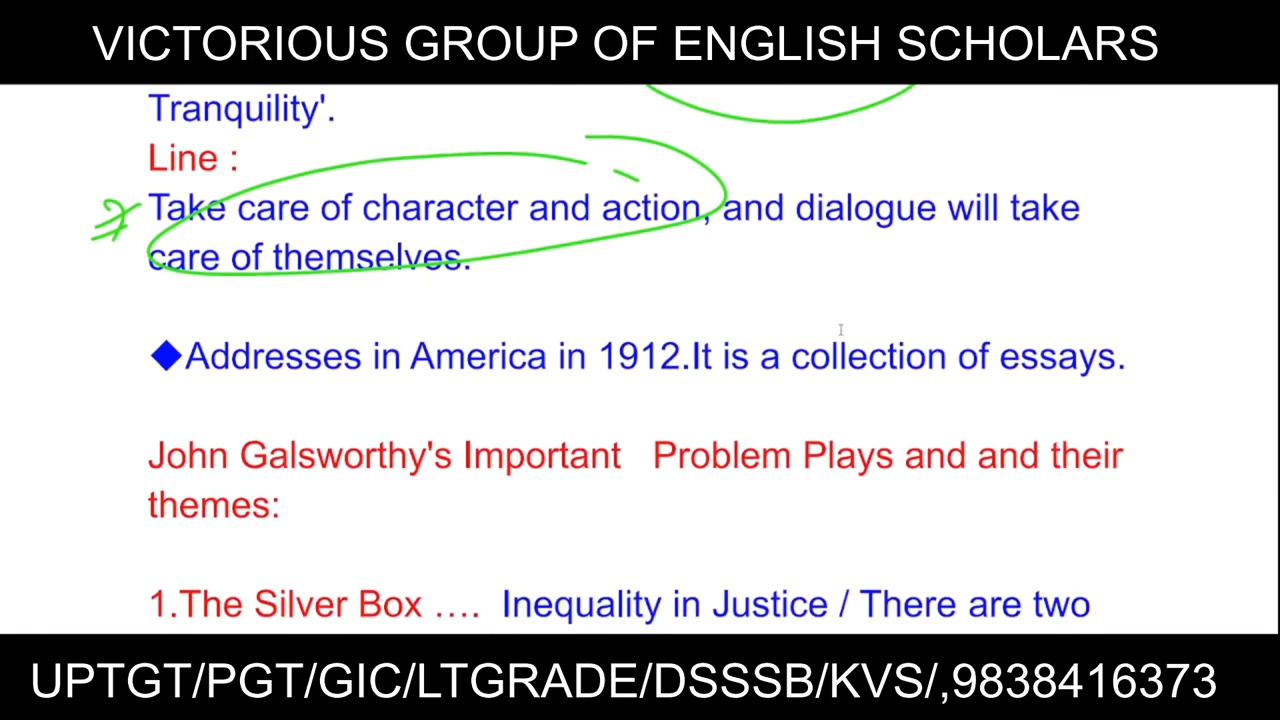 VICTORIOUS GROUP OF ENGLISH SCHOLARS
Tranquility'.
Line :
Take care of character and action, and dialogue will take
care of themselves.
◆Addresses in America in 1912.It is a collection of essays.
John Galsworthy's Important   Problem Plays and and their
themes:
1.The Silver Box ….  Inequality in Justice / There are two
UPTGT/PGT/GIC/LTGRADE/DSSSB/KVS/,9838416373